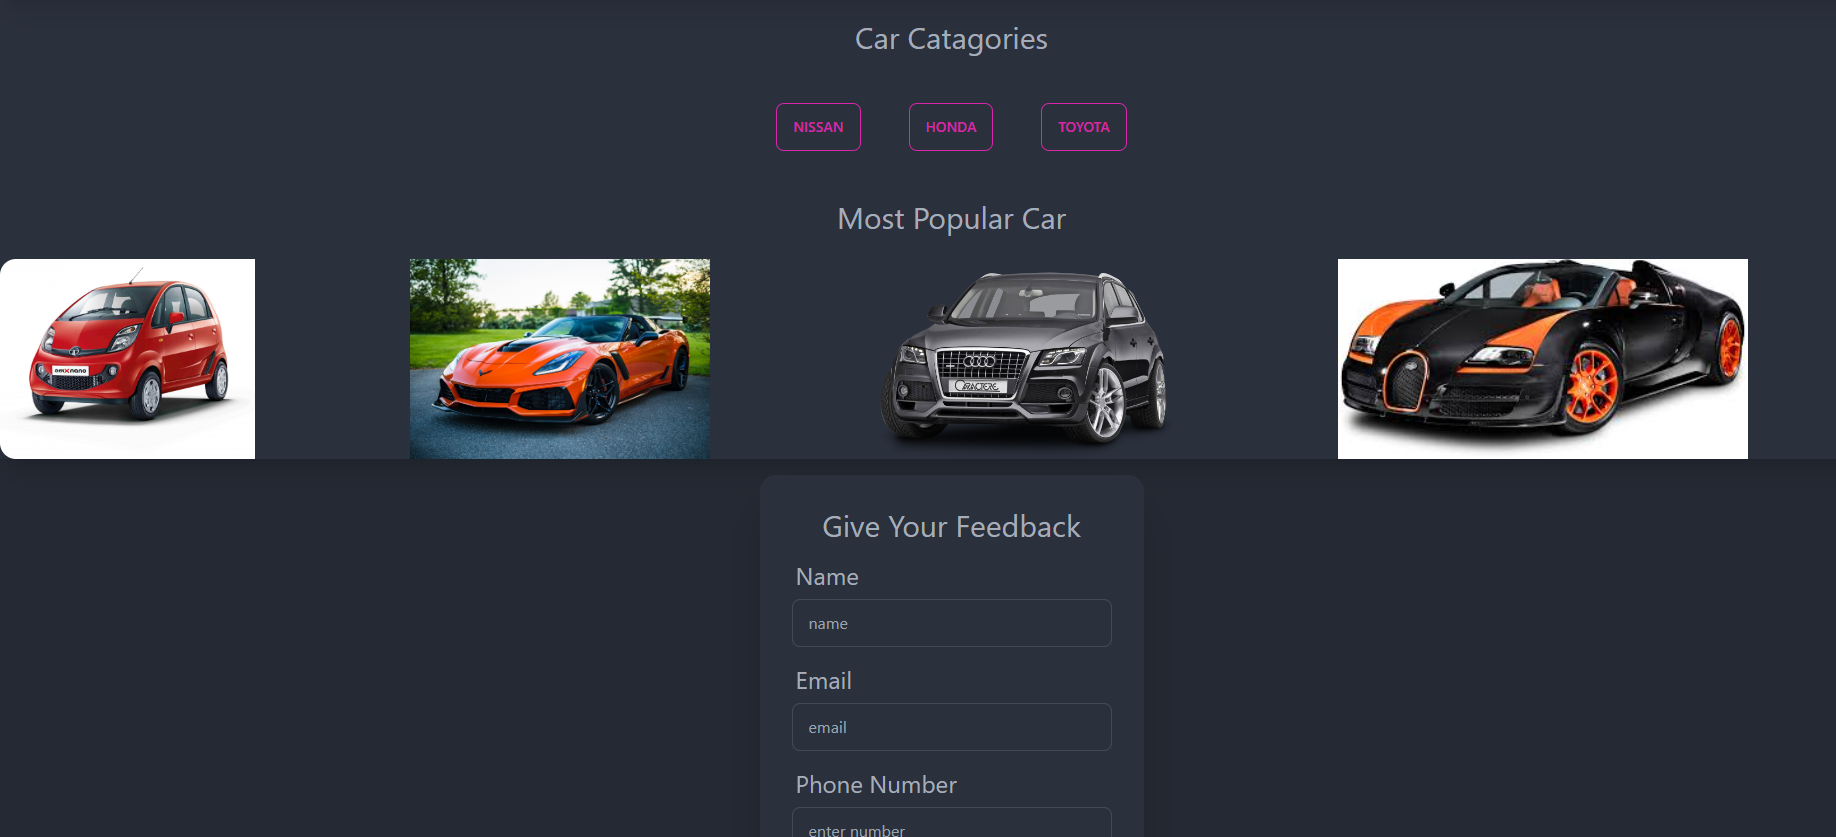 Car Catagories
NISSAN HONDA TOYOTA
Most Popular Car
CARACTERE
Give Your Feedback
Name
name
Email
email
Phone Number
enter number